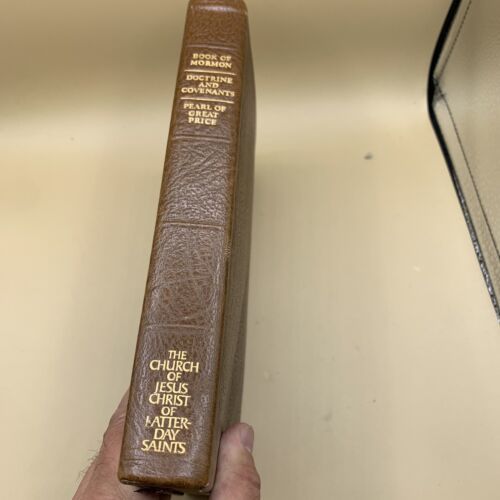 BOOK OF
MORMON
DOCTRINE
AND
COVENANTS
PEARL OF
GREAT
PRICE
THE
CHURCH
OF
JESUS
CHRIST
OF
LATTER-
DAY
SAINTS